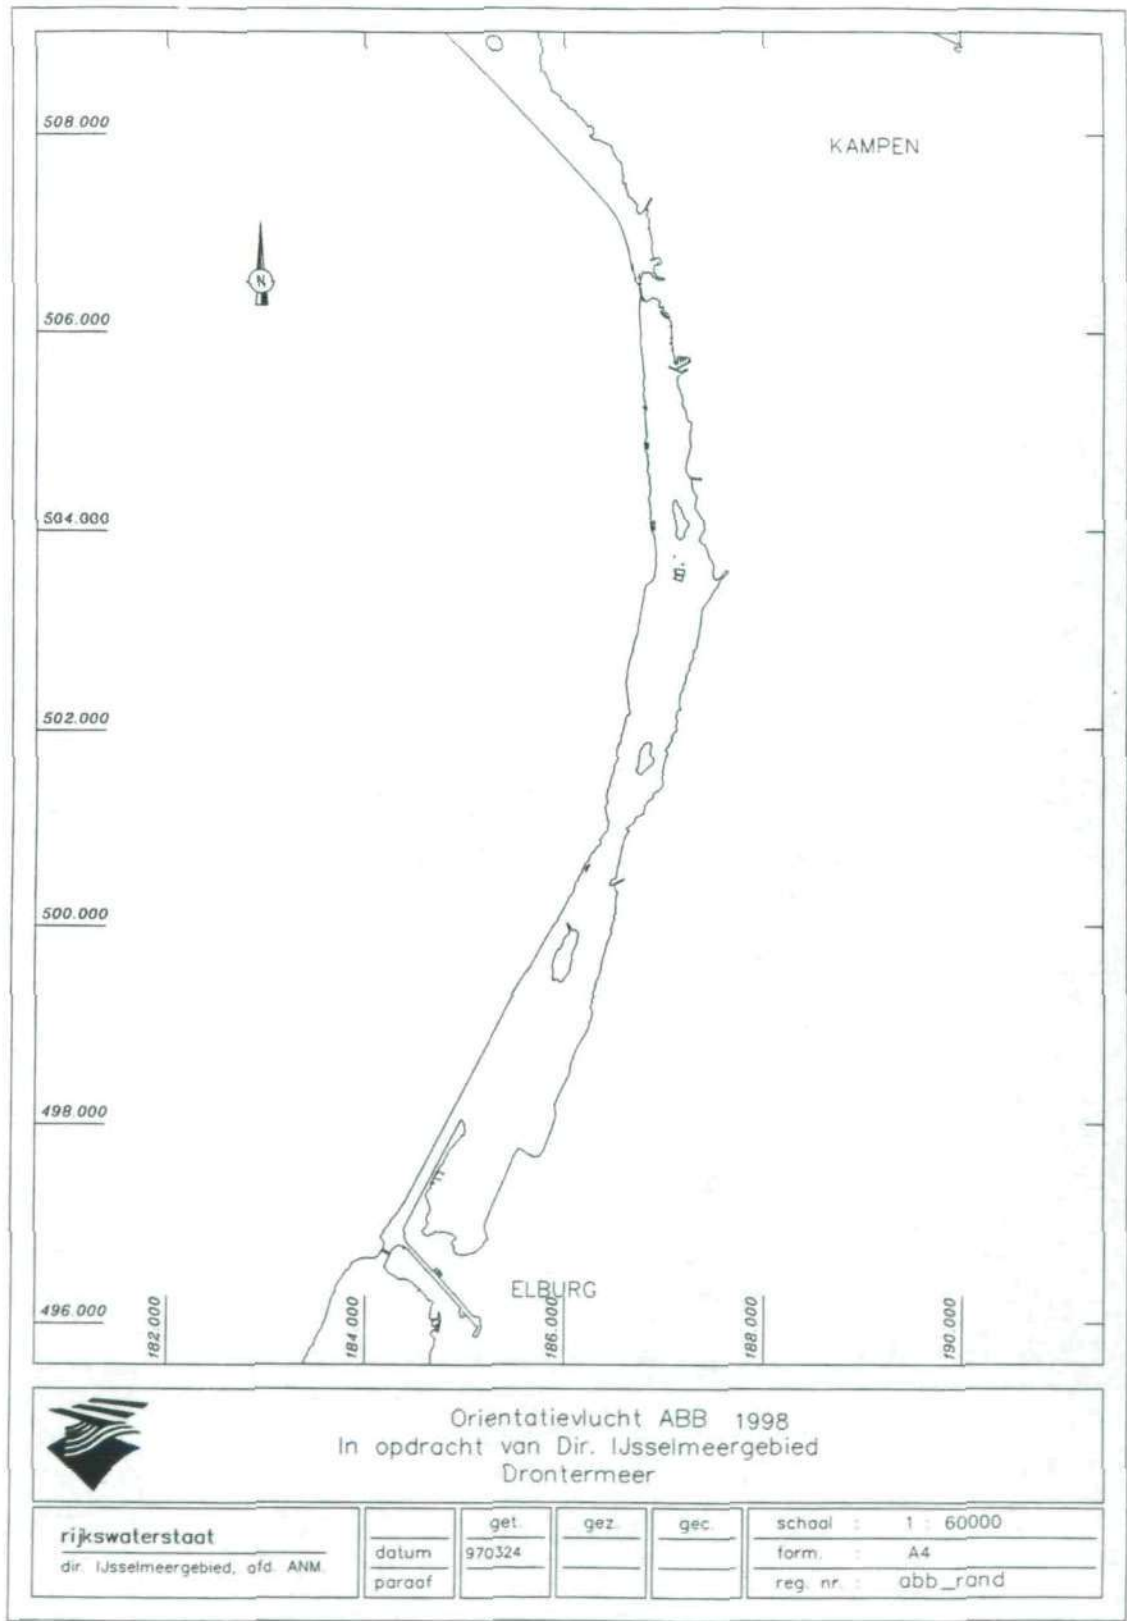 508.000
KAMPEN
N
506.000
504.000
502.000
500.000
498.000
ELBURG
496.000
182.000
184.000
186.000
188.000
190.000
Orientatievlucht ABB 1998
In opdracht van Dir. IJsselmeergebied
Drontermeer
rijkswaterstaat
dir. IJsselmeergebied, afd. ANM.
get. gez. gec.
datum 970324
paraaf
schaal : 1 : 60000
form. : A4
reg. nr. : abb_rand